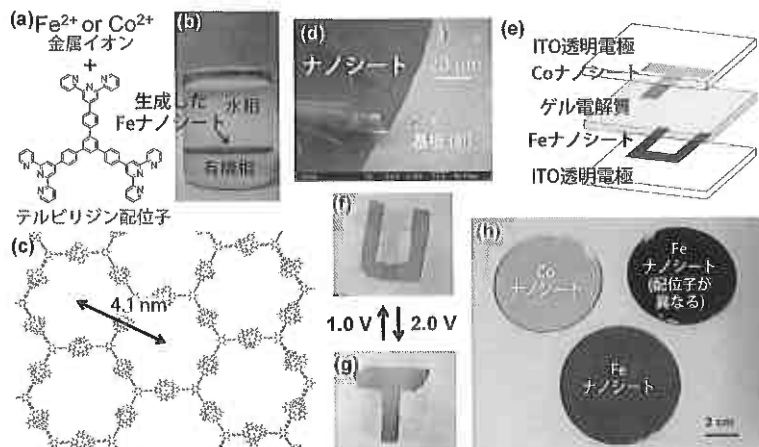 (a)
Fe2+ or Co2+
金属イオン
+
N
テルビリジン配位子
(b)
水相
生成した
Feナノシート
有機相
(c)
4.1 nm
(d)
ナノシート
基板(Si)
(e)
ITO透明電極
Coナノシート
ゲル電解質
Feナノシート
ITO透明電極
(f)
1.0 V
2.0 V
(g)
(h)
Co
ナノシート
Fe
ナノシート
(配位子が
異なる)
Fe
ナノシート
2 cm